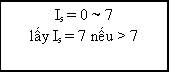 Iₛ = 0 ~ 7
lấy Iₛ = 7 nếu > 7